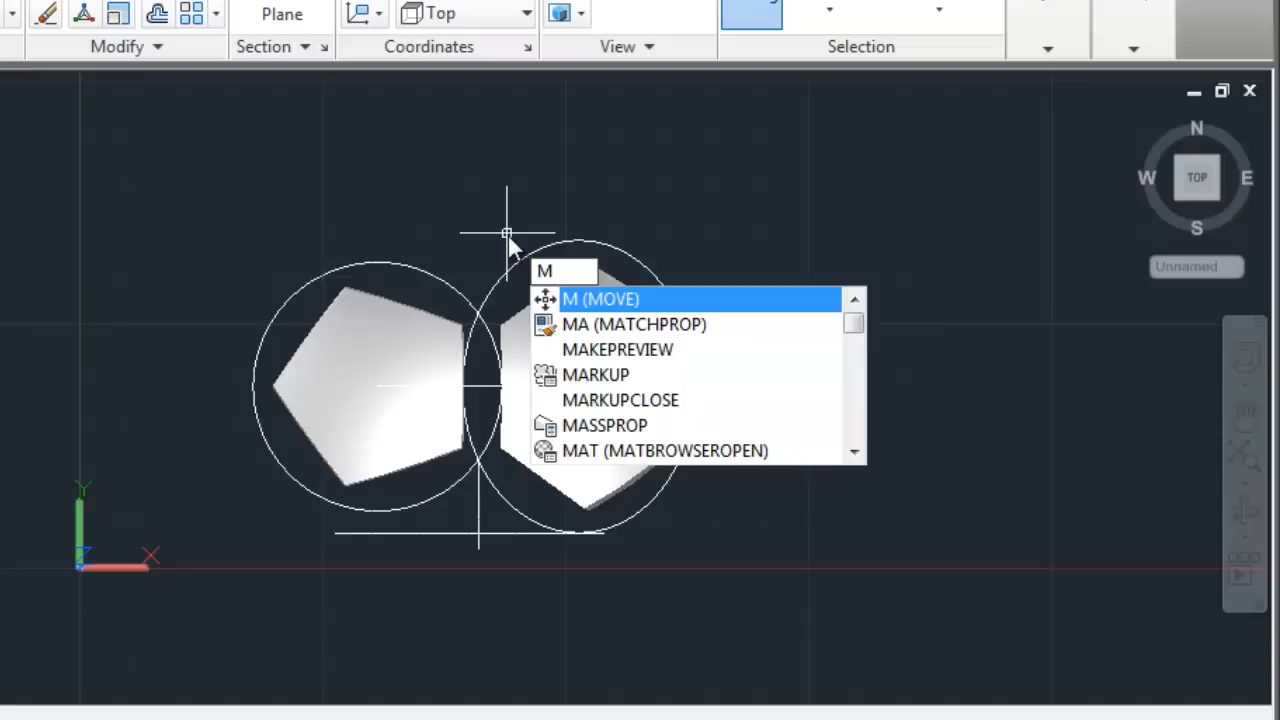 Plane
Top
Modify
Section
Coordinates
View
Selection
N
W
TOP
E
S
Unnamed
M
M (MOVE)
MA (MATCHPROP)
MAKEPREVIEW
MARKUP
MARKUPCLOSE
MASSPROP
MAT (MATBROWSEROPEN)
Y
Z
X